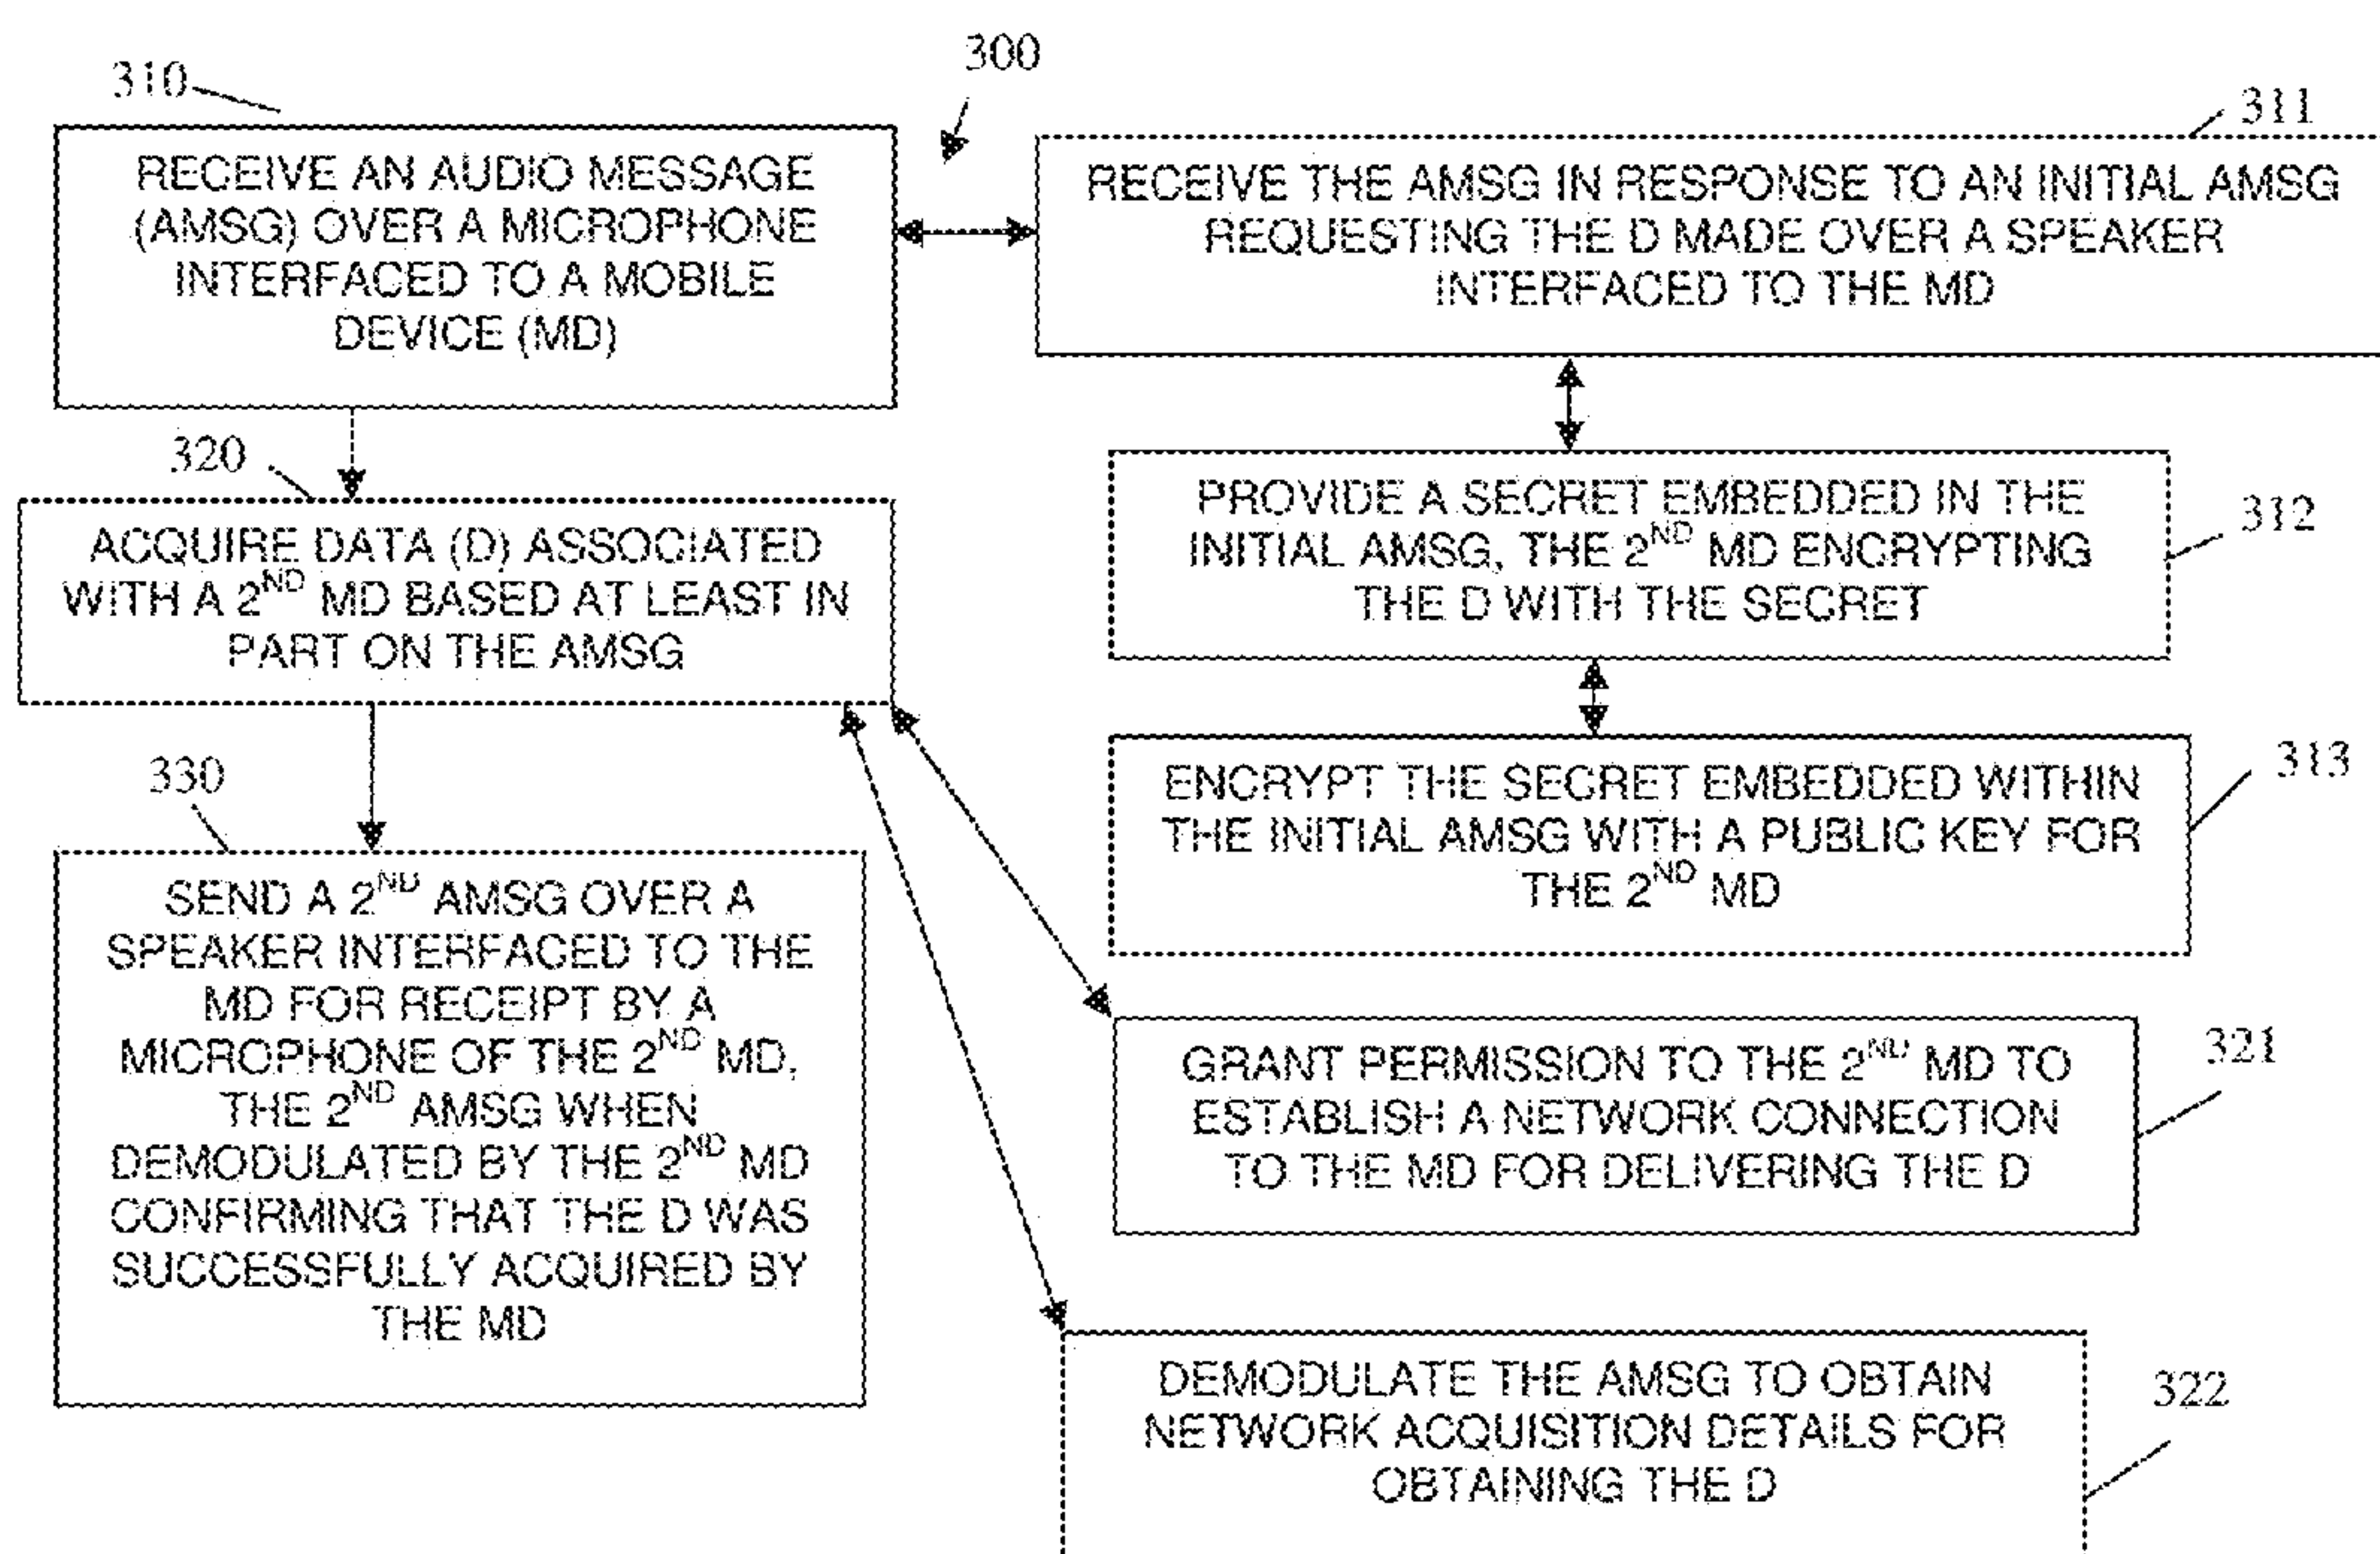 300
310
RECEIVE AN AUDIO MESSAGE
(AMSG) OVER A MICROPHONE
INTERFACED TO A MOBILE
DEVICE (MD)
311
RECEIVE THE AMSG IN RESPONSE TO AN INITIAL AMSG
REQUESTING THE D MADE OVER A SPEAKER
INTERFACED TO THE MD
312
PROVIDE A SECRET EMBEDDED IN THE
INITIAL AMSG, THE 2ND MD ENCRYPTING
THE D WITH THE SECRET
313
ENCRYPT THE SECRET EMBEDDED WITHIN
THE INITIAL AMSG WITH A PUBLIC KEY FOR
THE 2ND MD
320
ACQUIRE DATA (D) ASSOCIATED
WITH A 2ND MD BASED AT LEAST IN
PART ON THE AMSG
321
GRANT PERMISSION TO THE 2ND MD TO
ESTABLISH A NETWORK CONNECTION
TO THE MD FOR DELIVERING THE D
322
DEMODULATE THE AMSG TO OBTAIN
NETWORK ACQUISITION DETAILS FOR
OBTAINING THE D
330
SEND A 2ND AMSG OVER A
SPEAKER INTERFACED TO THE
MD FOR RECEIPT BY A
MICROPHONE OF THE 2ND MD,
THE 2ND AMSG WHEN
DEMODULATED BY THE 2ND MD
CONFIRMING THAT THE D WAS
SUCCESSFULLY ACQUIRED BY
THE MD